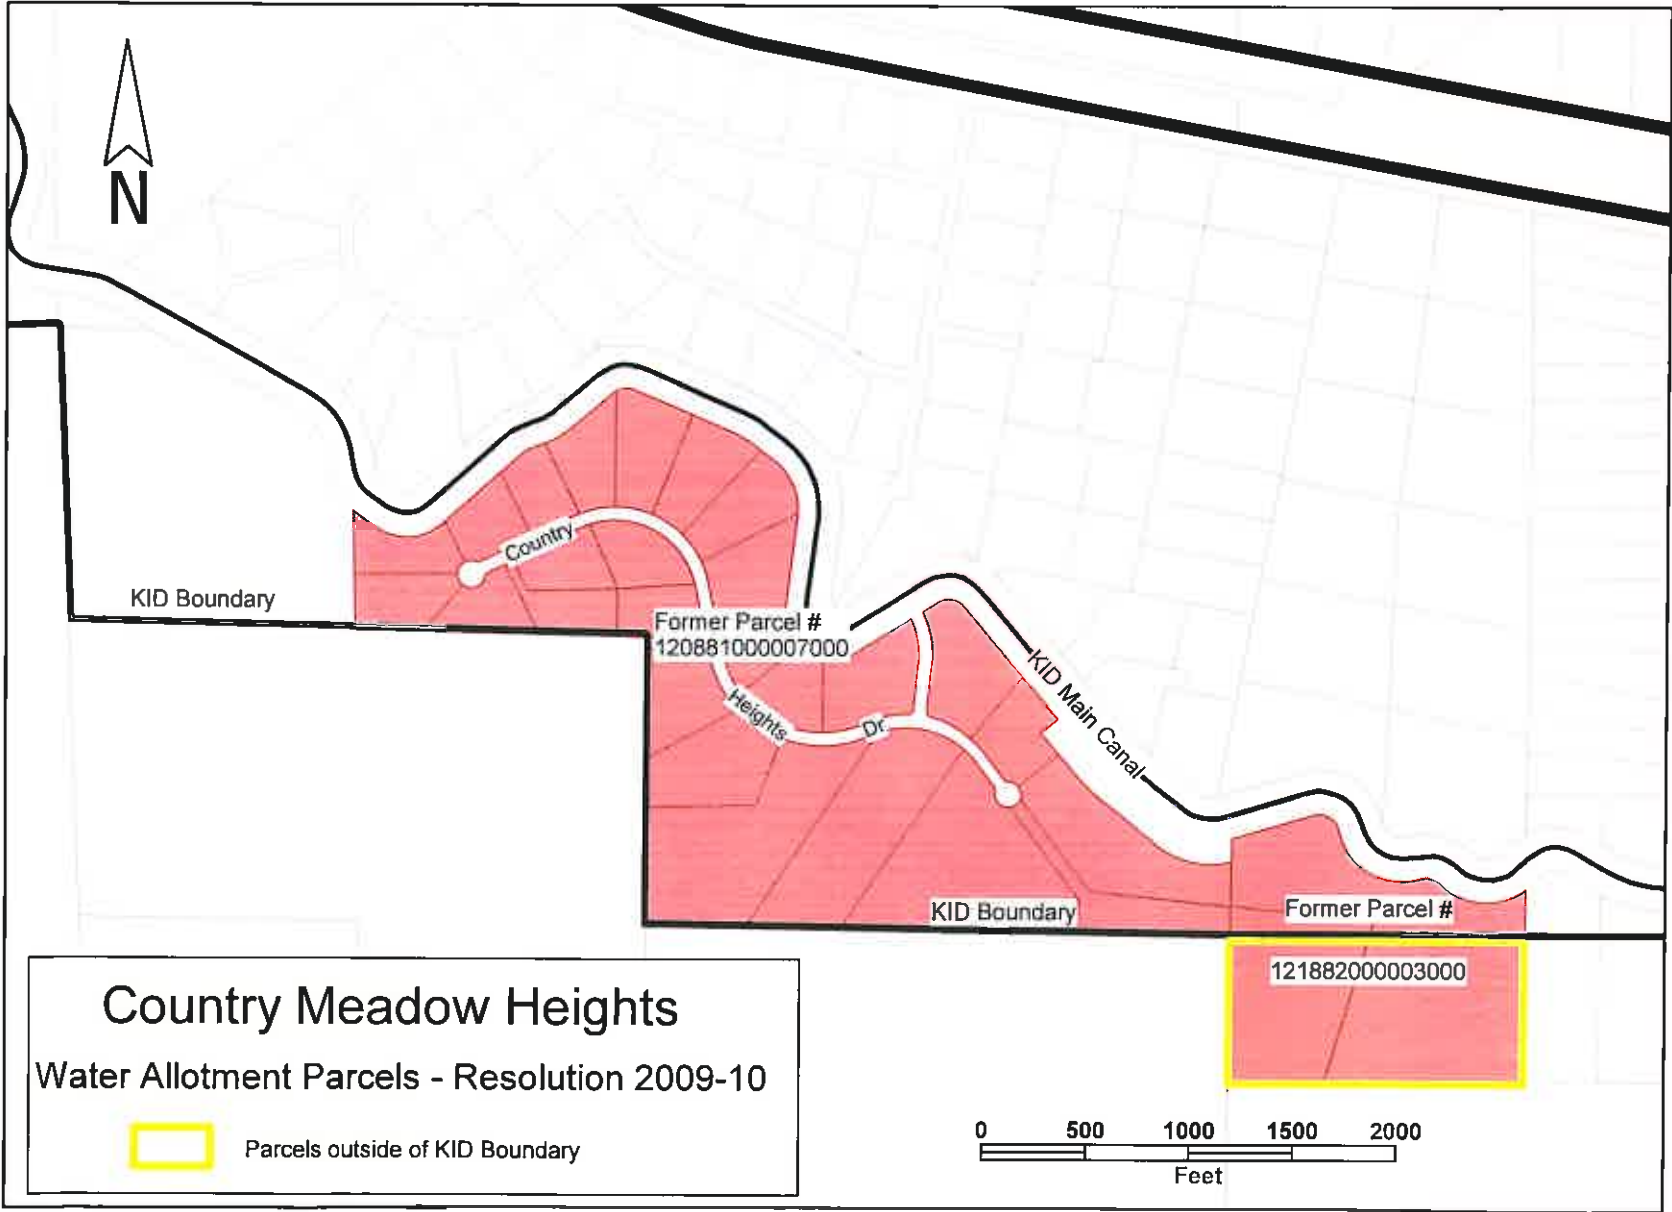 N
Country
KID Boundary
Former Parcel #
120881000007000
KID Main Canal
Heights
Dr
KID Boundary
Former Parcel #
121882000003000
Country Meadow Heights
Water Allotment Parcels - Resolution 2009-10
Parcels outside of KID Boundary
0 500 1000 1500 2000
Feet